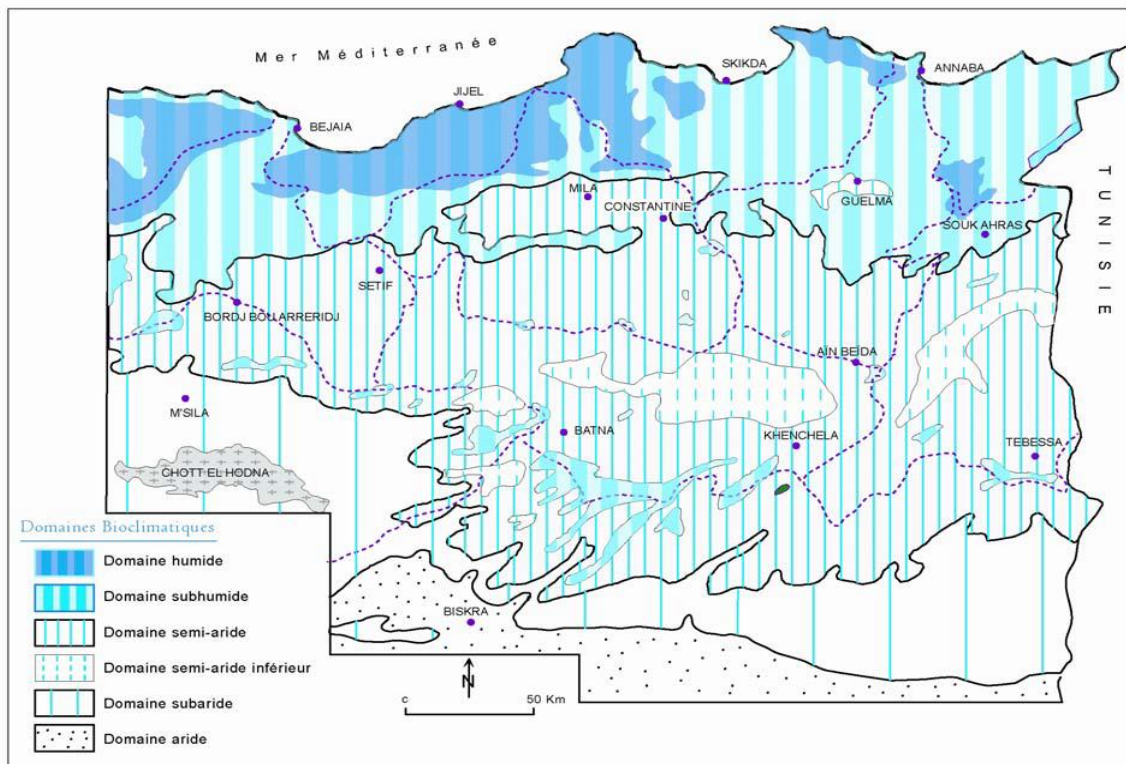 Mer Méditerranée
SKIKDA
ANNABA
JIJEL
BEJAIA
TUNISIE
MILA
GUELMA
CONSTANTINE
SOUK AHRAS
SETIF
BORDJ BOUARRERIDJ
AÏN BEÏDA
M'SILA
BATNA
KHENCHELA
TEBESSA
CHOTT EL HODNA
Domaines Bioclimatiques
Domaine humide
Domaine subhumide
Domaine semi-aride
Domaine semi-aride inférieur
Domaine subaride
Domaine aride
BISKRA
N
c 50 Km